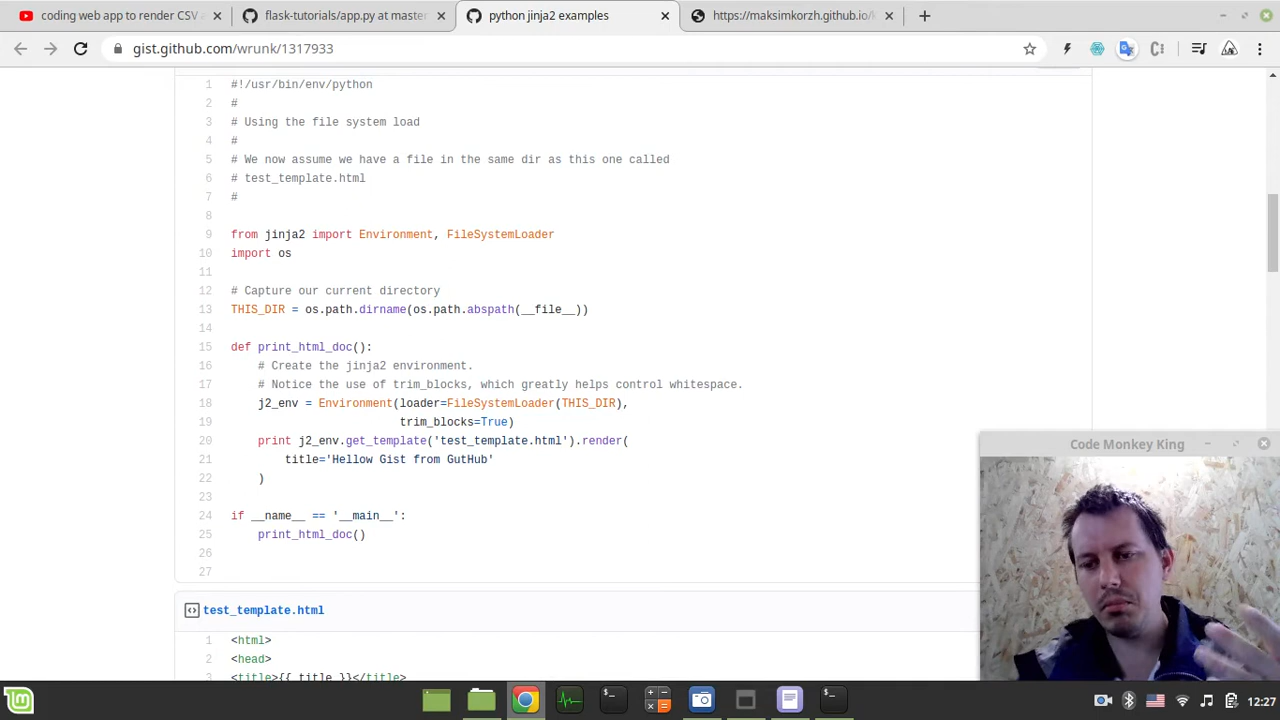 coding web app to render CSV a
flask-tutorials/app.py at master
python jinja2 examples
https://maksimkorzh.github.io/k
gist.github.com/wrunk/1317933
1 #!/usr/bin/env/python
2 #
3 # Using the file system load
4 #
5 # We now assume we have a file in the same dir as this one called
6 # test_template.html
7 #
8
9 from jinja2 import Environment, FileSystemLoader
10 import os
11
12 # Capture our current directory
13 THIS_DIR = os.path.dirname(os.path.abspath(__file__))
14
15 def print_html_doc():
16 # Create the jinja2 environment.
17 # Notice the use of trim_blocks, which greatly helps control whitespace.
18 j2_env = Environment(loader=FileSystemLoader(THIS_DIR),
19 trim_blocks=True)
20 print j2_env.get_template('test_template.html').render(
21 title='Hellow Gist from GutHub'
22 )
23
24 if __name__ == '__main__':
25 print_html_doc()
26
27
test_template.html
1 <html>
2 <head>
3 <title>{{ title }}</title>
Code Monkey King
12:27